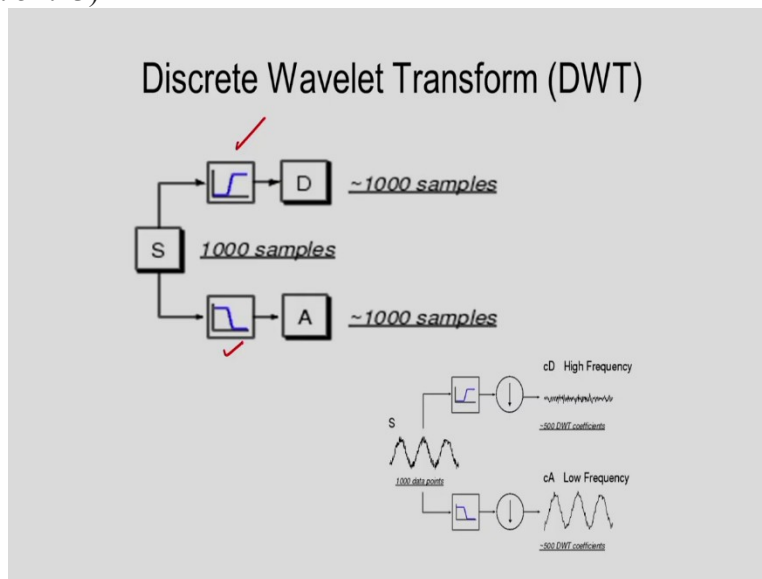 Discrete Wavelet Transform (DWT)
D ~1000 samples
S 1000 samples
A ~1000 samples
cD High Frequency
~500 DWT coefficients
S
1000 data points
cA Low Frequency
~500 DWT coefficients